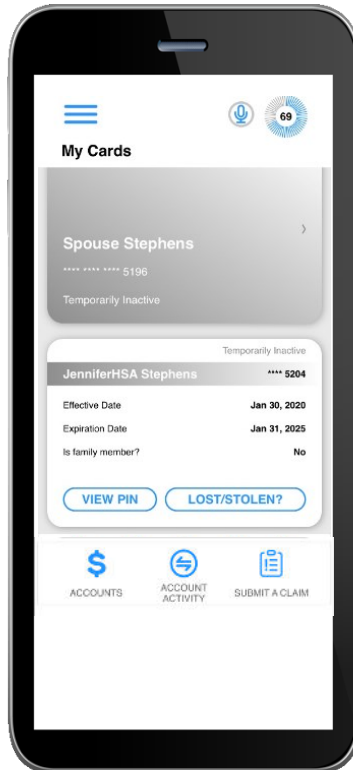 69
My Cards
Spouse Stephens
**** **** **** 5196
Temporarily Inactive
Temporarily Inactive
JenniferHSA Stephens **** 5204
Effective Date Jan 30, 2020
Expiration Date Jan 31, 2025
Is family member? No
VIEW PIN LOST/STOLEN?
$
ACCOUNTS ACCOUNT ACTIVITY SUBMIT A CLAIM